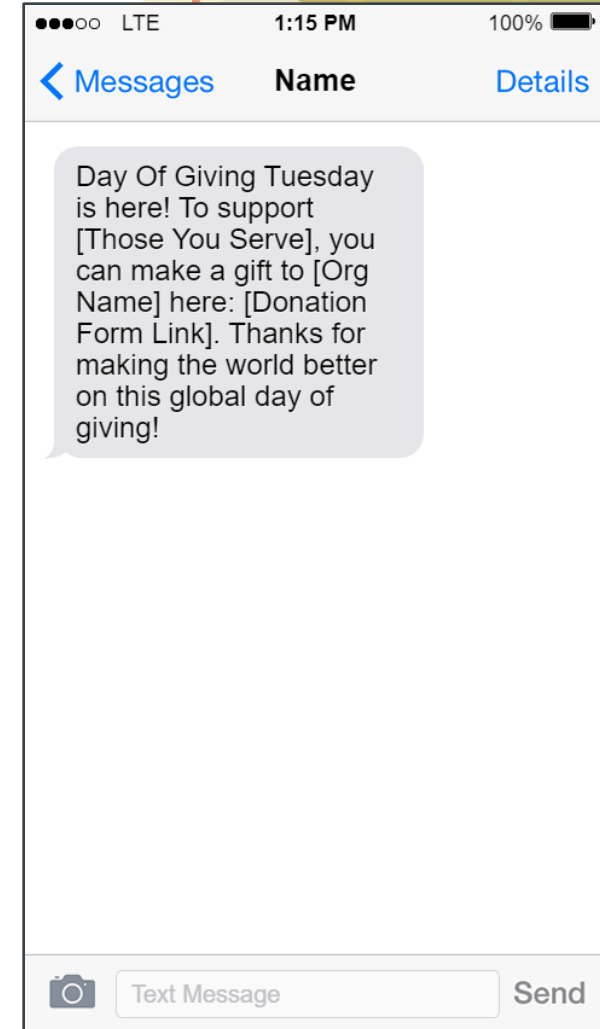 LTE 1:15 PM 100%
Messages Name Details
Day Of Giving Tuesday
is here! To support
[Those You Serve], you
can make a gift to [Org
Name] here: [Donation
Form Link]. Thanks for
making the world better
on this global day of
giving!
Text Message Send